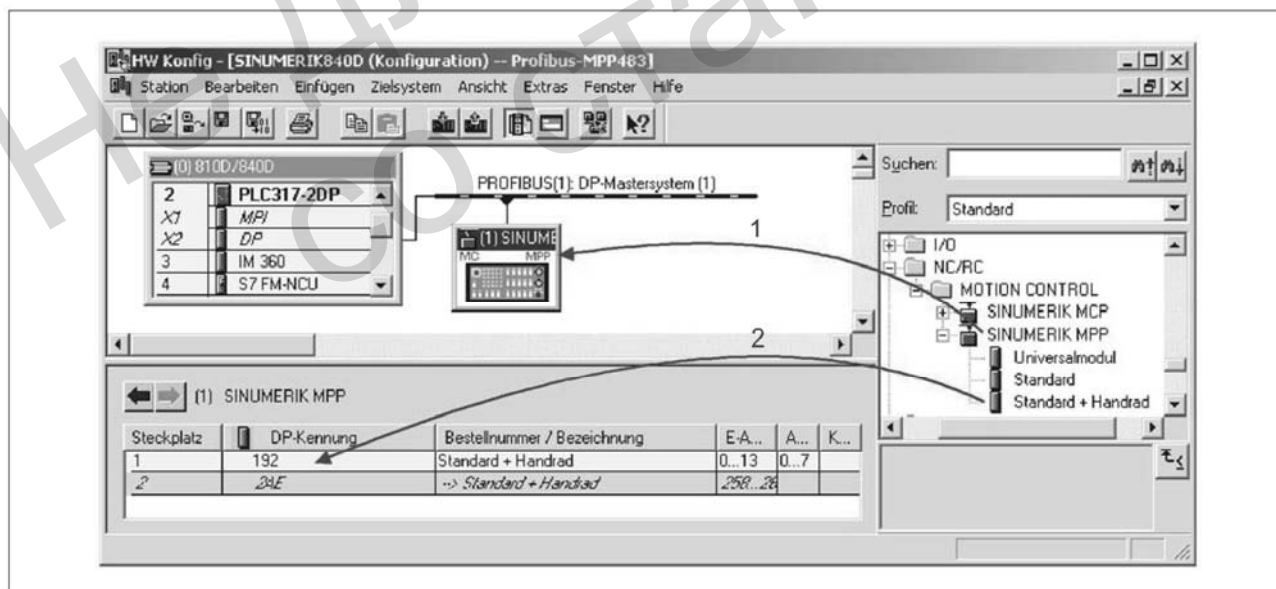 Не дл
со ста
HW Konfig - [SINUMERIK840D (Konfiguration) -- Profibus-MPP483]
Station Bearbeiten Einfügen Zielsystem Ansicht Extras Fenster Hilfe
(0) 810D/840D
2 PLC317-2DP
X1 MPI
X2 DP
3 IM 360
4 S7 FM-NCU
PROFIBUS(1): DP-Mastersystem (1)
(1) SINUME
MC MPP
1
2
Suchen:
Profil: Standard
I/O
NC/RC
MOTION CONTROL
SINUMERIK MCP
SINUMERIK MPP
Universalmodul
Standard
Standard + Handrad
(1) SINUMERIK MPP
Steckplatz DP-Kennung Bestellnummer / Bezeichnung E-A... A... K...
1 192 Standard + Handrad 0...13 0...7
2 2AE --> Standard + Handrad